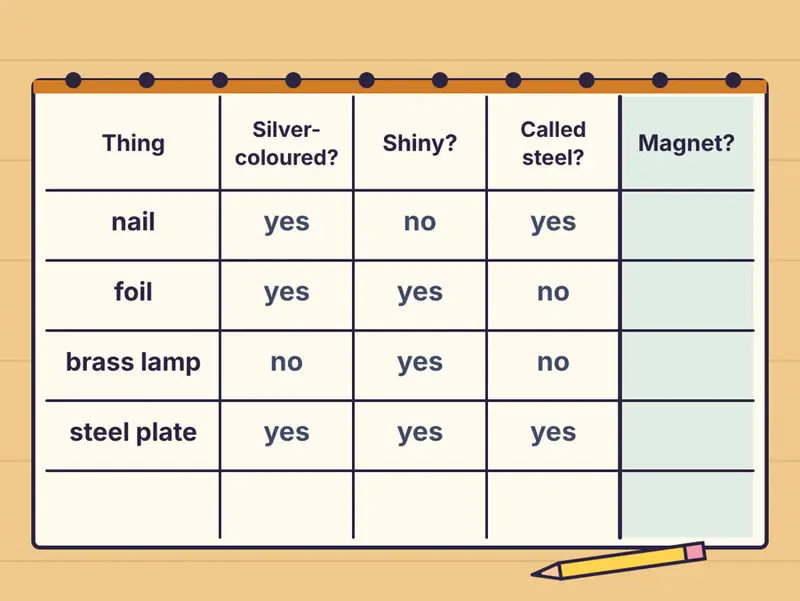 Thing Silver-coloured? Shiny? Called steel? Magnet?
nail yes no yes
foil yes yes no
brass lamp no yes no
steel plate yes yes yes